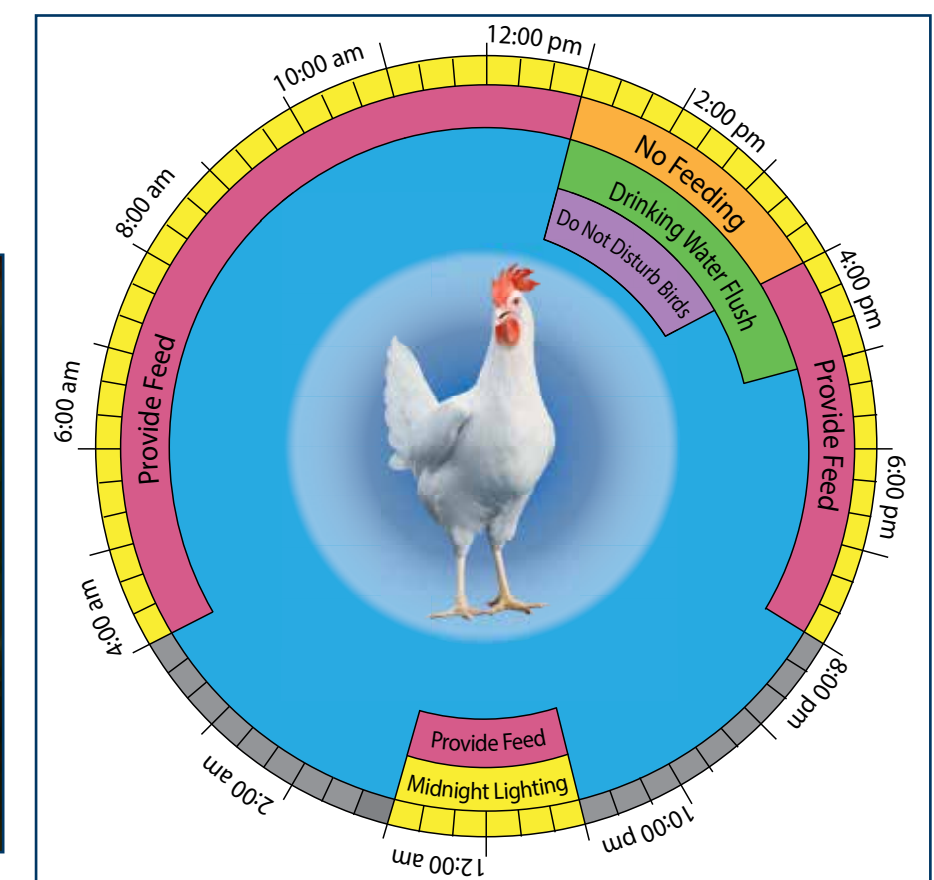 12:00 pm
2:00 pm
4:00 pm
6:00 pm
8:00 pm
10:00 pm
12:00 am
2:00 am
4:00 am
6:00 am
8:00 am
10:00 am
No Feeding
Drinking Water Flush
Do Not Disturb Birds
Provide Feed
Provide Feed
Provide Feed
Midnight Lighting